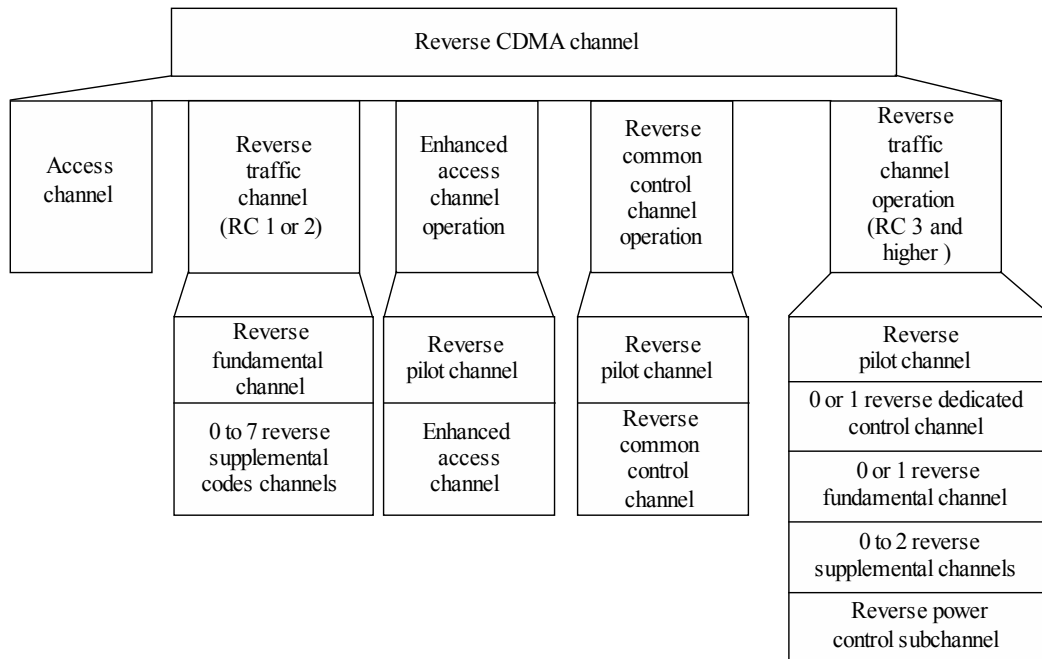 Reverse CDMA channel
Access
channel
Reverse
traffic
channel
(RC 1 or 2)
Enhanced
access
channel
operation
Reverse
common
control
channel
operation
Reverse
traffic
channel
operation
(RC 3 and
higher )
Reverse
fundamental
channel
0 to 7 reverse
supplemental
codes channels
Reverse
pilot channel
Enhanced
access
channel
Reverse
pilot channel
Reverse
common
control
channel
Reverse
pilot channel
0 or 1 reverse dedicated
control channel
0 or 1 reverse
fundamental channel
0 to 2 reverse
supplemental channels
Reverse power
control subchannel